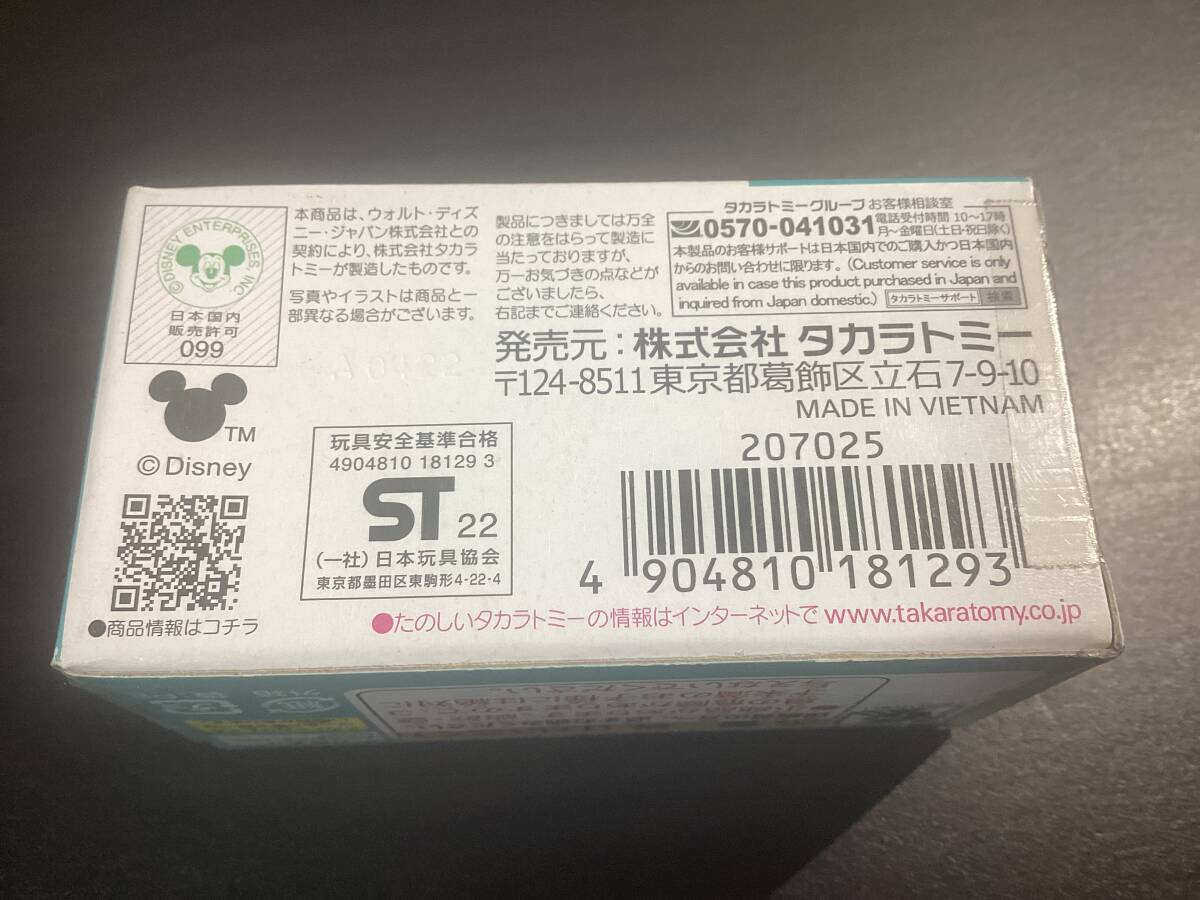 ©DISNEY ENTERPRISES, INC.
日本国内
販売許可
099
TM
©Disney
●商品情報はコチラ
本商品は、ウォルト・ディズ
ニー・ジャパン株式会社との
契約により、株式会社タカラ
トミーが製造したものです。
写真やイラストは商品と一
部異なる場合がございます。
製品につきましては万全
の注意をはらって製造に
当たっておりますが、
万一お気づきの点などが
ございましたら、
右記までご連絡ください。
タカラトミーグループ お客様相談室
0570-041031 電話受付時間 10〜17時
月〜金曜日(土日・祝日除く)
本製品のお客様サポートは日本国内でのご購入かつ日本国内
からのお問い合わせに限ります。(Customer service is only
available in case this product purchased in Japan and
inquired from Japan domestic.) タカラトミーサポート 検索
発売元：株式会社 タカラトミー
〒124-8511 東京都葛飾区立石7-9-10
MADE IN VIETNAM
玩具安全基準合格
4904810 18129 3
ST 22
(一社)日本玩具協会
東京都墨田区東駒形4-22-4
207025
4 904810 181293
●たのしいタカラトミーの情報はインターネットで www.takaratomy.co.jp